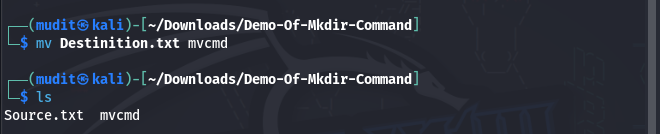 ┌──(mudit㉿kali)-[~/Downloads/Demo-Of-Mkdir-Command]
└─$ mv Destinition.txt mvcmd
┌──(mudit㉿kali)-[~/Downloads/Demo-Of-Mkdir-Command]
└─$ ls
Source.txt  mvcmd